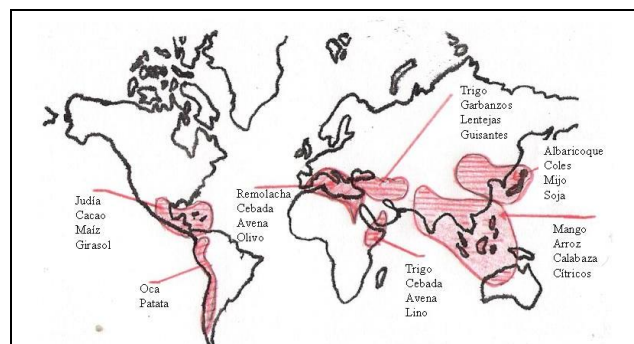 Trigo
Garbanzos
Lentejas
Guisantes
Albaricoque
Coles
Mijo
Soja
Judía
Cacao
Maíz
Girasol
Remolacha
Cebada
Avena
Olivo
Mango
Arroz
Calabaza
Cítricos
Trigo
Cebada
Avena
Lino
Oca
Patata